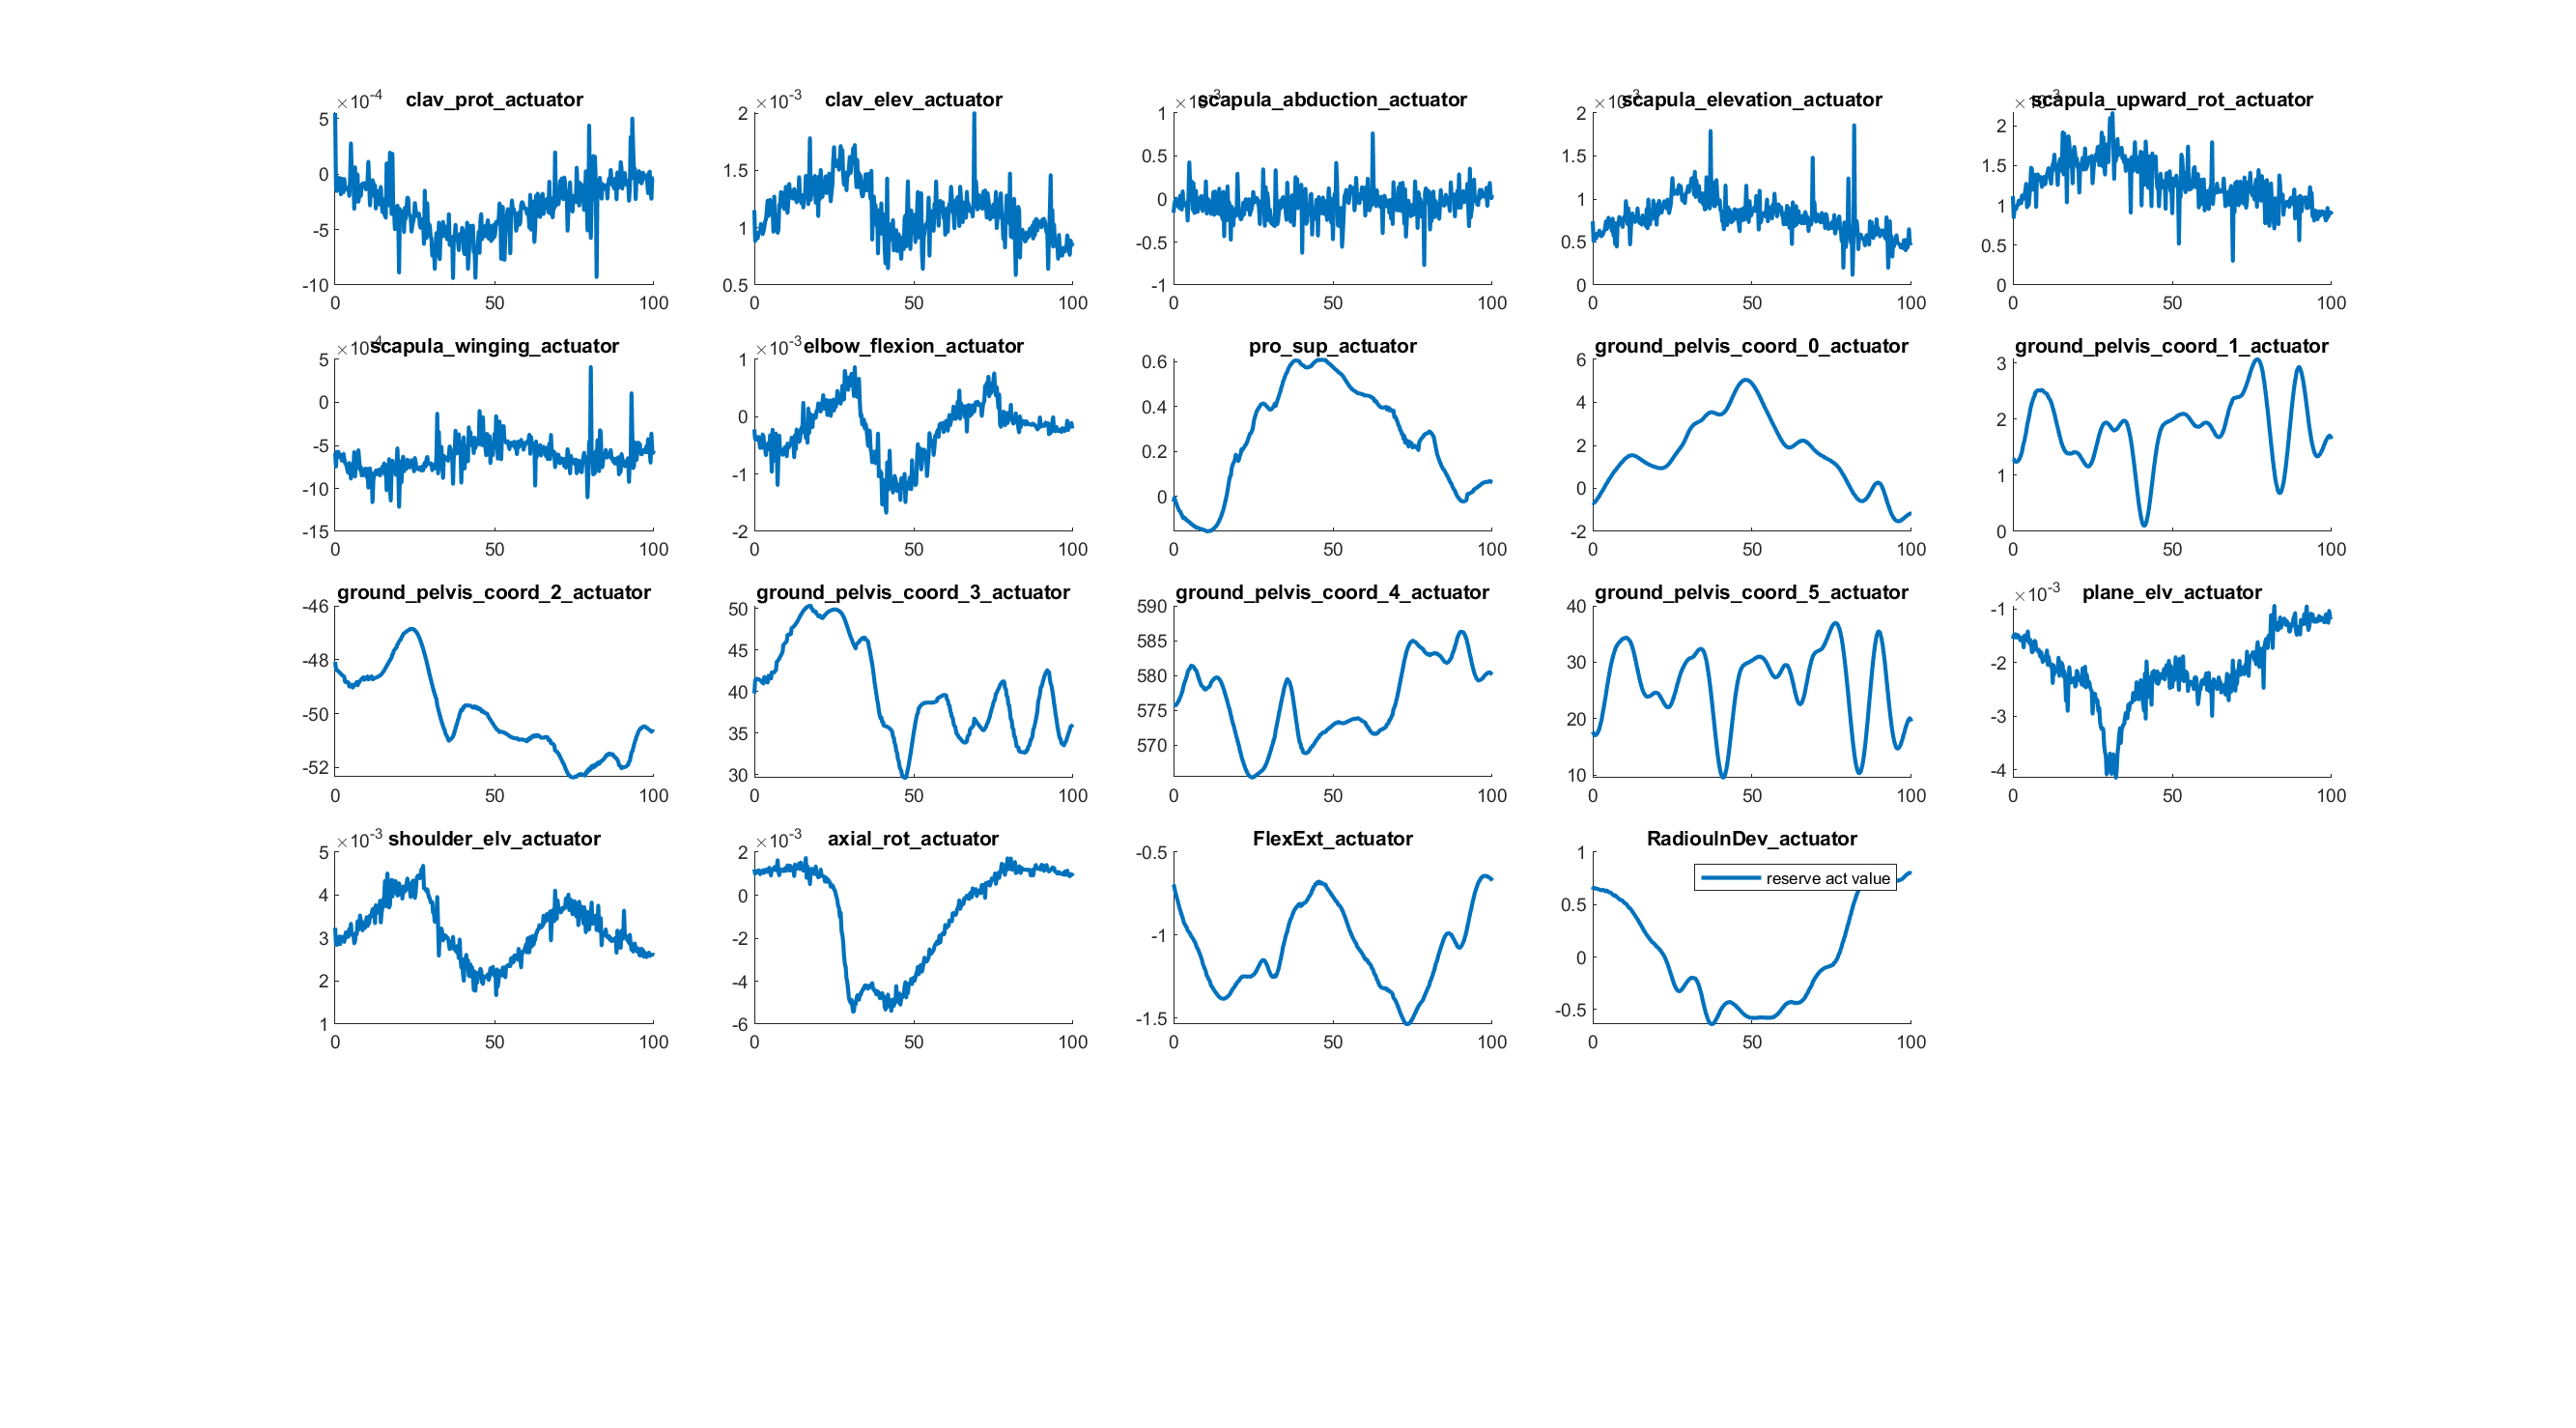 clav_prot_actuator
×10-4
5
0
-5
-10
0 50 100
clav_elev_actuator
×10-3
2
1.5
1
0.5
0 50 100
scapula_abduction_actuator
×10-3
1
0.5
0
-0.5
-1
0 50 100
scapula_elevation_actuator
×10-3
2
1.5
1
0.5
0
0 50 100
scapula_upward_rot_actuator
×10-3
2
1.5
1
0.5
0
0 50 100
scapula_winging_actuator
×10-4
5
0
-5
-10
-15
0 50 100
elbow_flexion_actuator
×10-3
1
0
-1
-2
0 50 100
pro_sup_actuator
0.6
0.4
0.2
0
0 50 100
ground_pelvis_coord_0_actuator
6
4
2
0
-2
0 50 100
ground_pelvis_coord_1_actuator
3
2
1
0
0 50 100
ground_pelvis_coord_2_actuator
-46
-48
-50
-52
0 50 100
ground_pelvis_coord_3_actuator
50
45
40
35
30
0 50 100
ground_pelvis_coord_4_actuator
590
585
580
575
570
0 50 100
ground_pelvis_coord_5_actuator
40
30
20
10
0 50 100
plane_elv_actuator
×10-3
-1
-2
-3
-4
0 50 100
shoulder_elv_actuator
×10-3
5
4
3
2
1
0 50 100
axial_rot_actuator
×10-3
2
0
-2
-4
-6
0 50 100
FlexExt_actuator
-0.5
-1
-1.5
0 50 100
RadioulnDev_actuator
reserve act value
1
0.5
0
-0.5
0 50 100